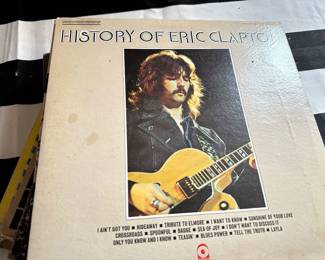 HISTORY OF ERIC CLAPTON
I AIN'T GOT YOU • HIDEAWAY • TRIBUTE TO ELMORE • I WANT TO KNOW • SUNSHINE OF YOUR LOVE
CROSSROADS • SPOONFUL • BADGE • SEA OF JOY • I DON'T WANT TO DISCUSS IT
ONLY YOU KNOW AND I KNOW • TEASIN' • BLUES POWER • TELL THE TRUTH • LAYLA